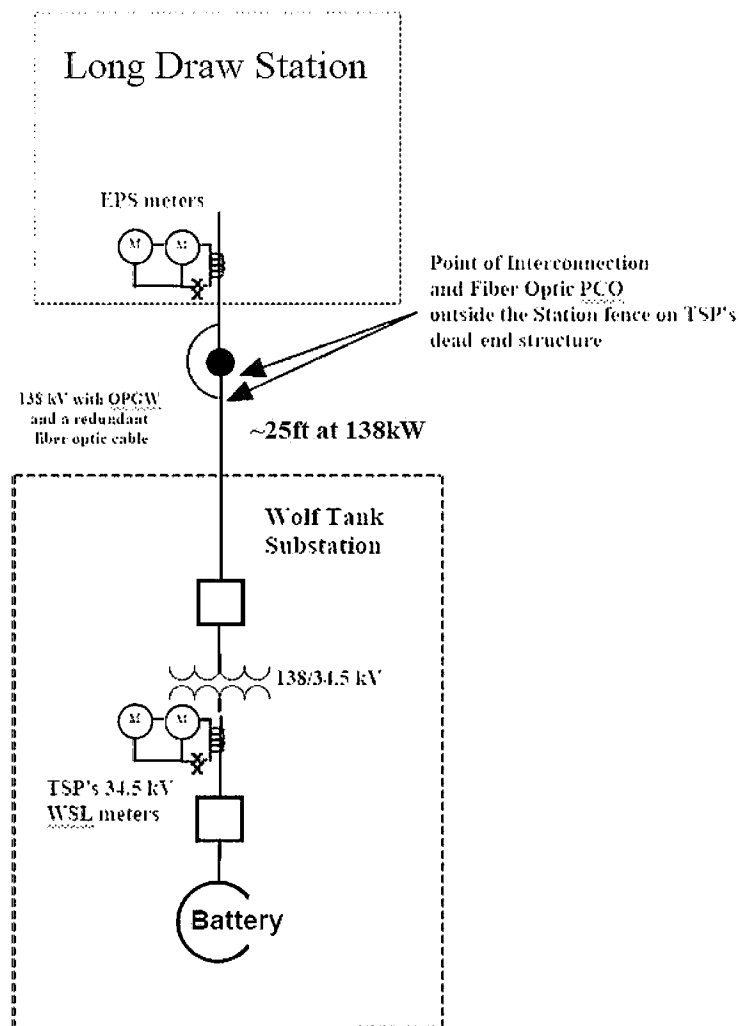 Long Draw Station
EPS meters
M
M
Point of Interconnection
and Fiber Optic PCO
outside the Station fence on TSP's
dead end structure
138 kV with OPGW
and a redundant
fiber optic cable
~25ft at 138kW
Wolf Tank
Substation
138/34.5 kV
M
M
TSP's 34.5 kV
WSL meters
Battery